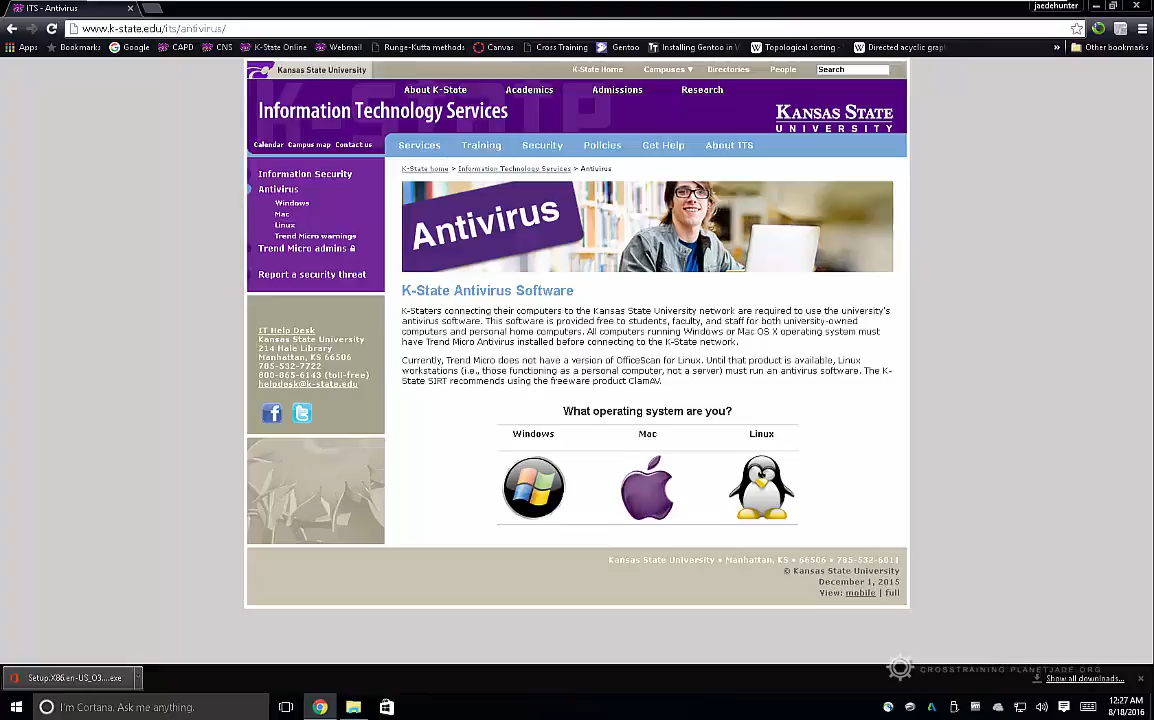 ITS - Antivirus
jaedehunter
www.k-state.edu/its/antivirus/
Apps Bookmarks Google CAPD CNS K-State Online Webmail Runge-Kutta methods Canvas Cross Training Gentoo Installing Gentoo in V Topological sorting - Directed acyclic grap » Other bookmarks
Kansas State University
K-State Home Campuses ▾ Directories People Search
About K-State Academics Admissions Research
Information Technology Services
KANSAS STATE
UNIVERSITY
Calendar Campus map Contact us
Services Training Security Policies Get Help About ITS
K-State home > Information Technology Services > Antivirus
Information Security
Antivirus
Windows
Mac
Linux
Trend Micro warnings
Trend Micro admins
Report a security threat
IT Help Desk
Kansas State University
214 Hale Library
Manhattan, KS 66506
785-532-7722
800-865-6143 (toll-free)
helpdesk@k-state.edu
Antivirus
K-State Antivirus Software
K-Staters connecting their computers to the Kansas State University network are required to use the university's
antivirus software. This software is provided free to students, faculty, and staff for both university-owned
computers and personal home computers. All computers running Windows or Mac OS X operating system must
have Trend Micro Antivirus installed before connecting to the K-State network.
Currently, Trend Micro does not have a version of OfficeScan for Linux. Until that product is available, Linux
workstations (i.e., those functioning as a personal computer, not a server) must run an antivirus software. The K-
State SIRT recommends using the freeware product ClamAV.
What operating system are you?
Windows Mac Linux
Kansas State University • Manhattan, KS • 66506 • 785-532-6011
© Kansas State University
December 1, 2015
View: mobile | full
CROSSTRAINING.PLANETJADE.ORG
Setup.X86.en-US_O3....exe
Show all downloads...
I'm Cortana. Ask me anything.
12:27 AM
8/18/2016